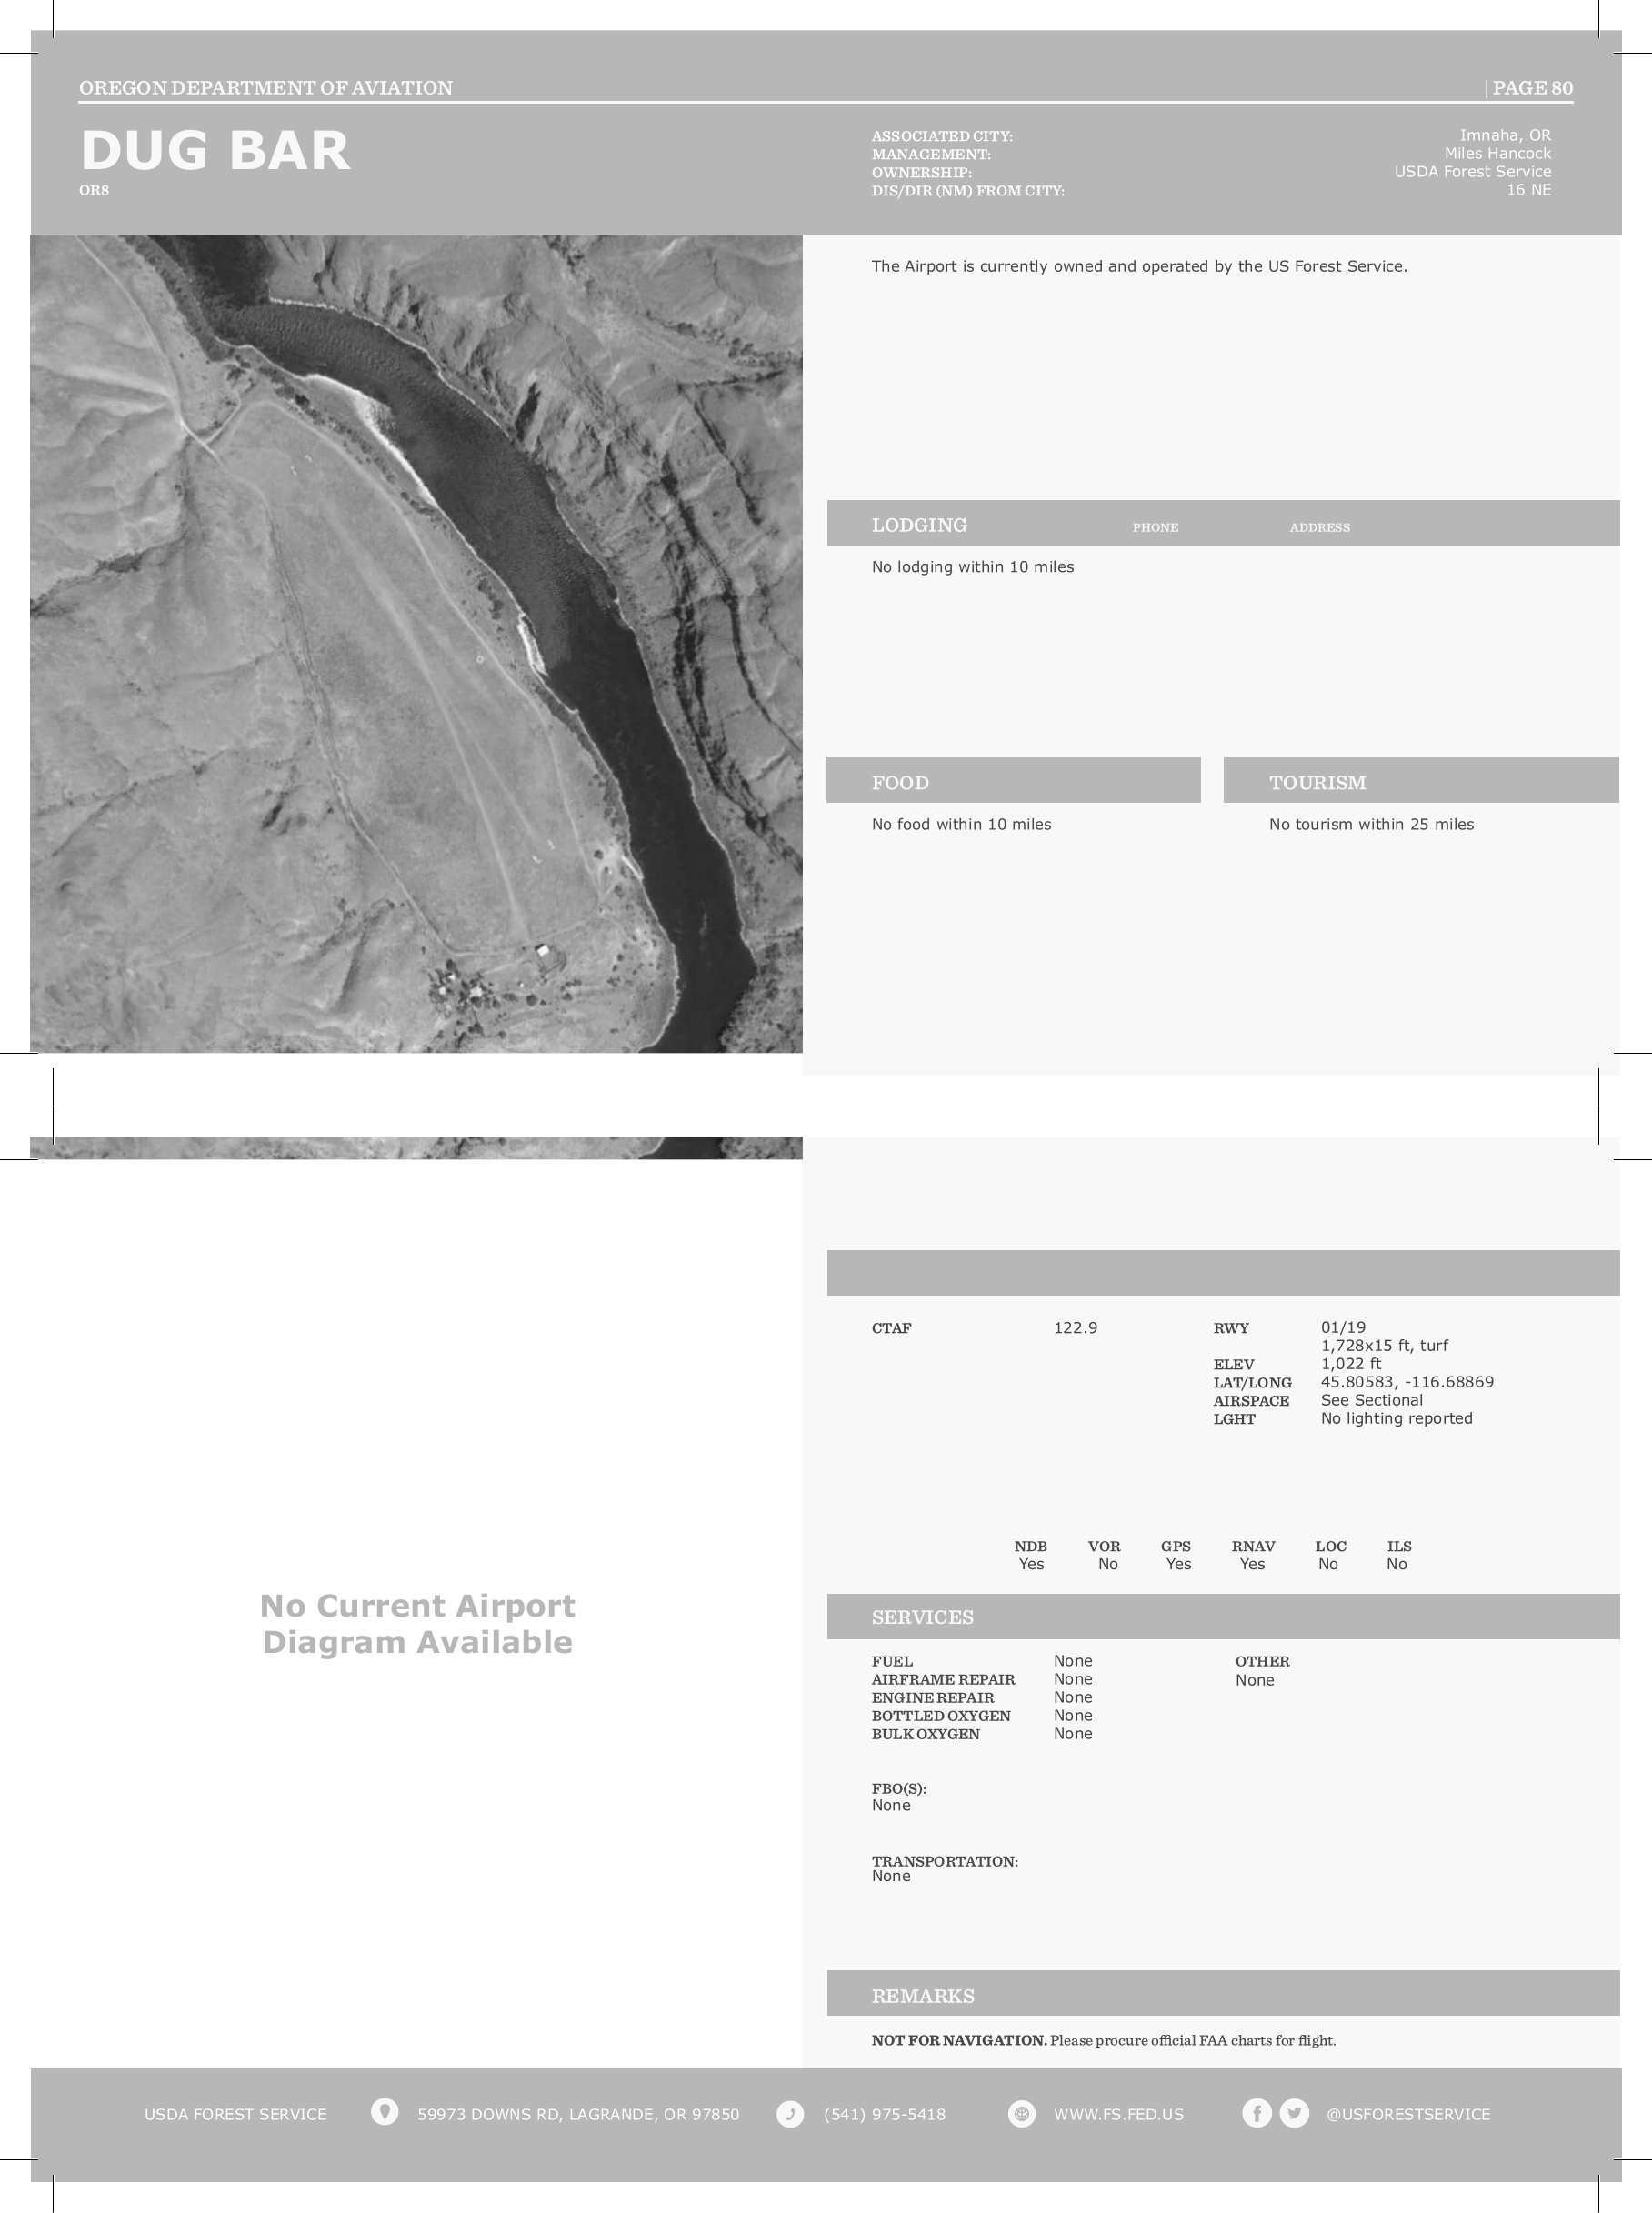 OREGON DEPARTMENT OF AVIATION | PAGE 80
DUG BAR
OR8
ASSOCIATED CITY: Imnaha, OR
MANAGEMENT: Miles Hancock
OWNERSHIP: USDA Forest Service
DIS/DIR (NM) FROM CITY: 16 NE
The Airport is currently owned and operated by the US Forest Service.
LODGING PHONE ADDRESS
No lodging within 10 miles
FOOD
No food within 10 miles
TOURISM
No tourism within 25 miles
No Current Airport
Diagram Available
CTAF 122.9
RWY 01/19
1,728x15 ft, turf
ELEV 1,022 ft
LAT/LONG 45.80583, -116.68869
AIRSPACE See Sectional
LGHT No lighting reported
NDB VOR GPS RNAV LOC ILS
Yes No Yes Yes No No
SERVICES
FUEL None
AIRFRAME REPAIR None
ENGINE REPAIR None
BOTTLED OXYGEN None
BULK OXYGEN None
OTHER
None
FBO(S):
None
TRANSPORTATION:
None
REMARKS
NOT FOR NAVIGATION. Please procure official FAA charts for flight.
USDA FOREST SERVICE 59973 DOWNS RD, LAGRANDE, OR 97850 (541) 975-5418 WWW.FS.FED.US @USFORESTSERVICE